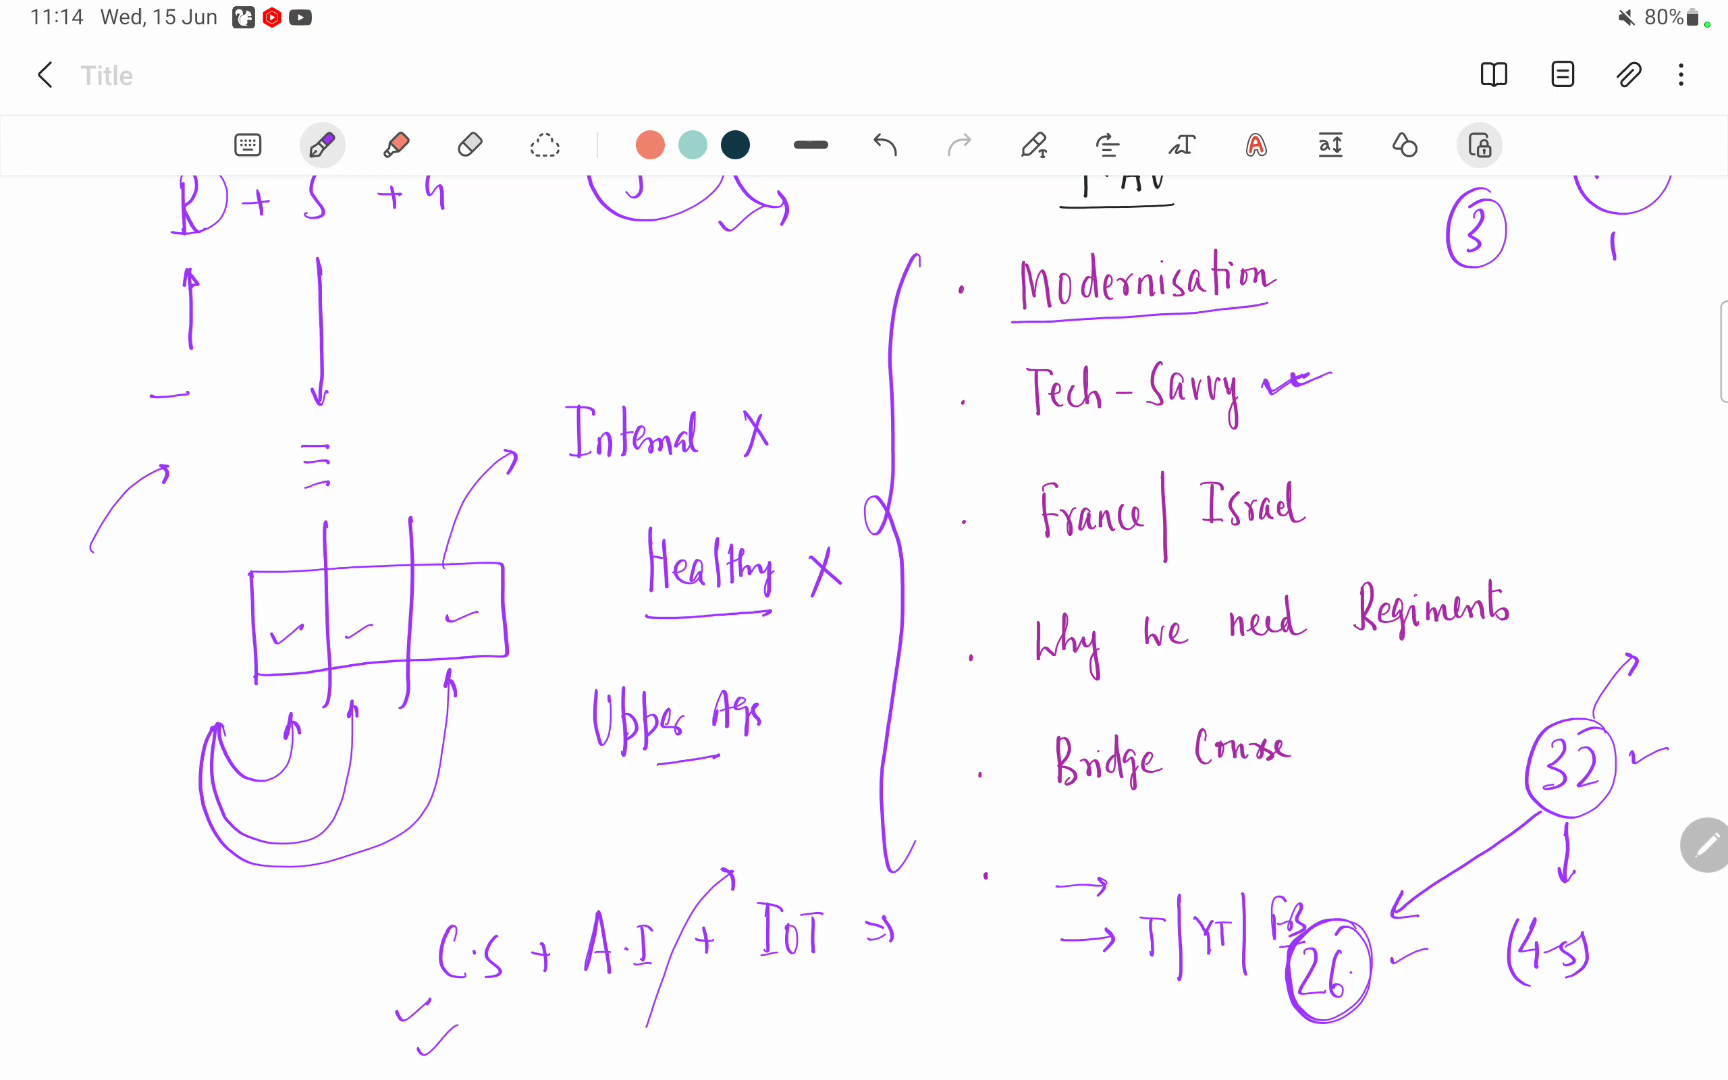 11:14 Wed, 15 Jun
80%
Title
R + S + 4
3
1
Modernisation
Tech - Savvy
Internal X
France | Israel
Healthy X
Why we need Regiments
Upper Age
Bridge Course
32
C.S + A.I + IoT ⇒
→ T | YT | FB
26
(4-5)